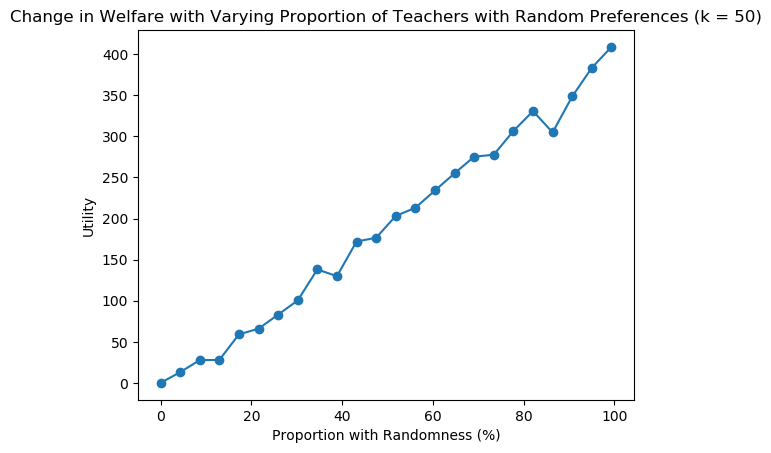 Change in Welfare with Varying Proportion of Teachers with Random Preferences (k = 50)
400
350
300
250
200
150
100
50
0
Utility
0 20 40 60 80 100
Proportion with Randomness (%)